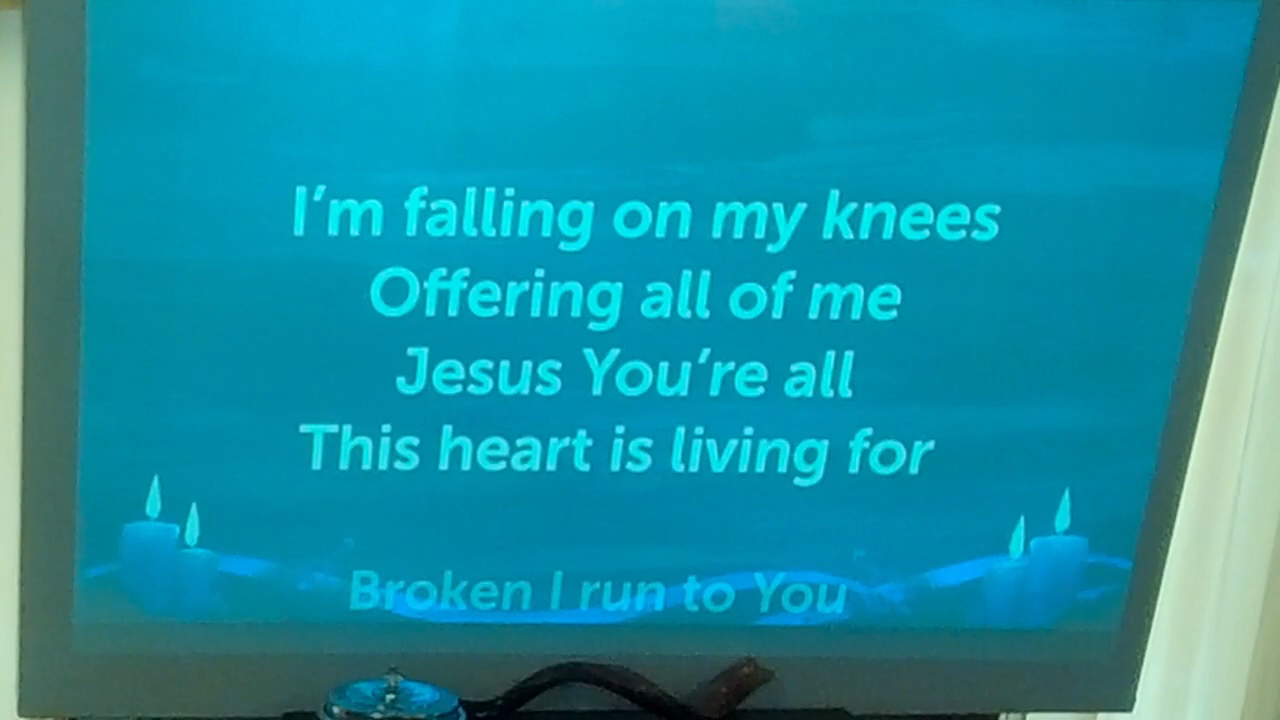 I'm falling on my knees
Offering all of me
Jesus You're all
This heart is living for
Broken I run to You